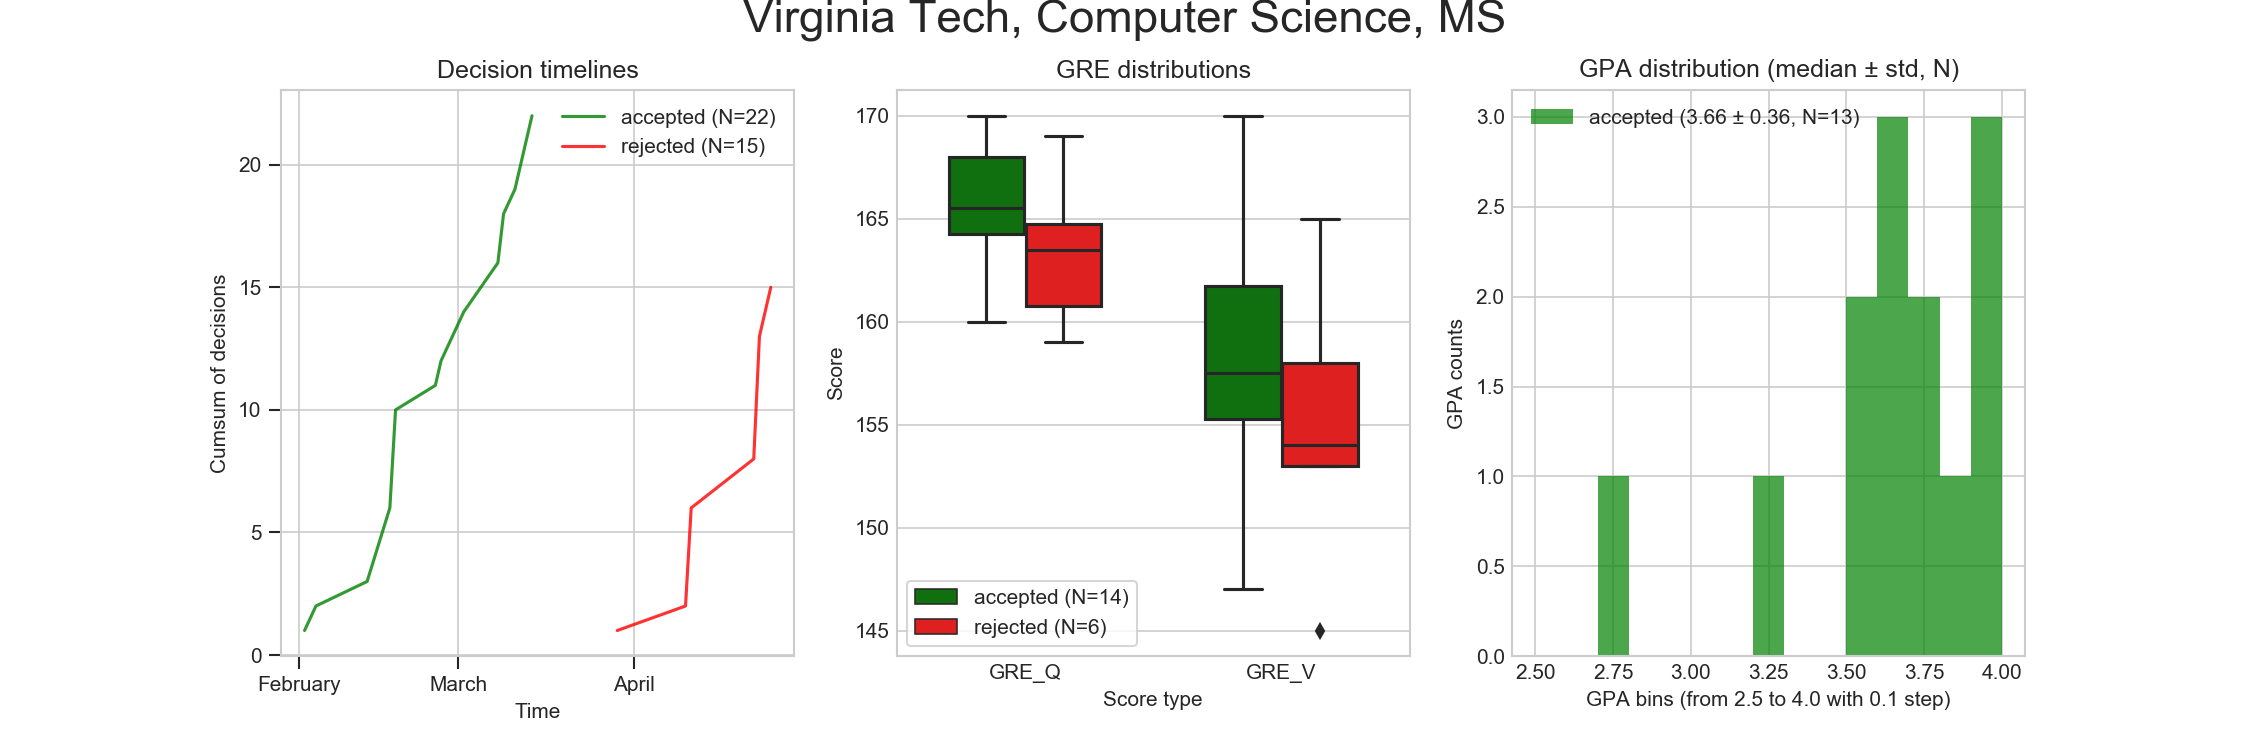 Virginia Tech, Computer Science, MS
Decision timelines
accepted (N=22)
rejected (N=15)
20
15
10
5
0
Cumsum of decisions
February March April
Time
GRE distributions
170
165
160
155
150
145
Score
accepted (N=14)
rejected (N=6)
GRE_Q GRE_V
Score type
GPA distribution (median ± std, N)
accepted (3.66 ± 0.36, N=13)
3.0
2.5
2.0
1.5
1.0
0.5
0.0
GPA counts
2.50 2.75 3.00 3.25 3.50 3.75 4.00
GPA bins (from 2.5 to 4.0 with 0.1 step)